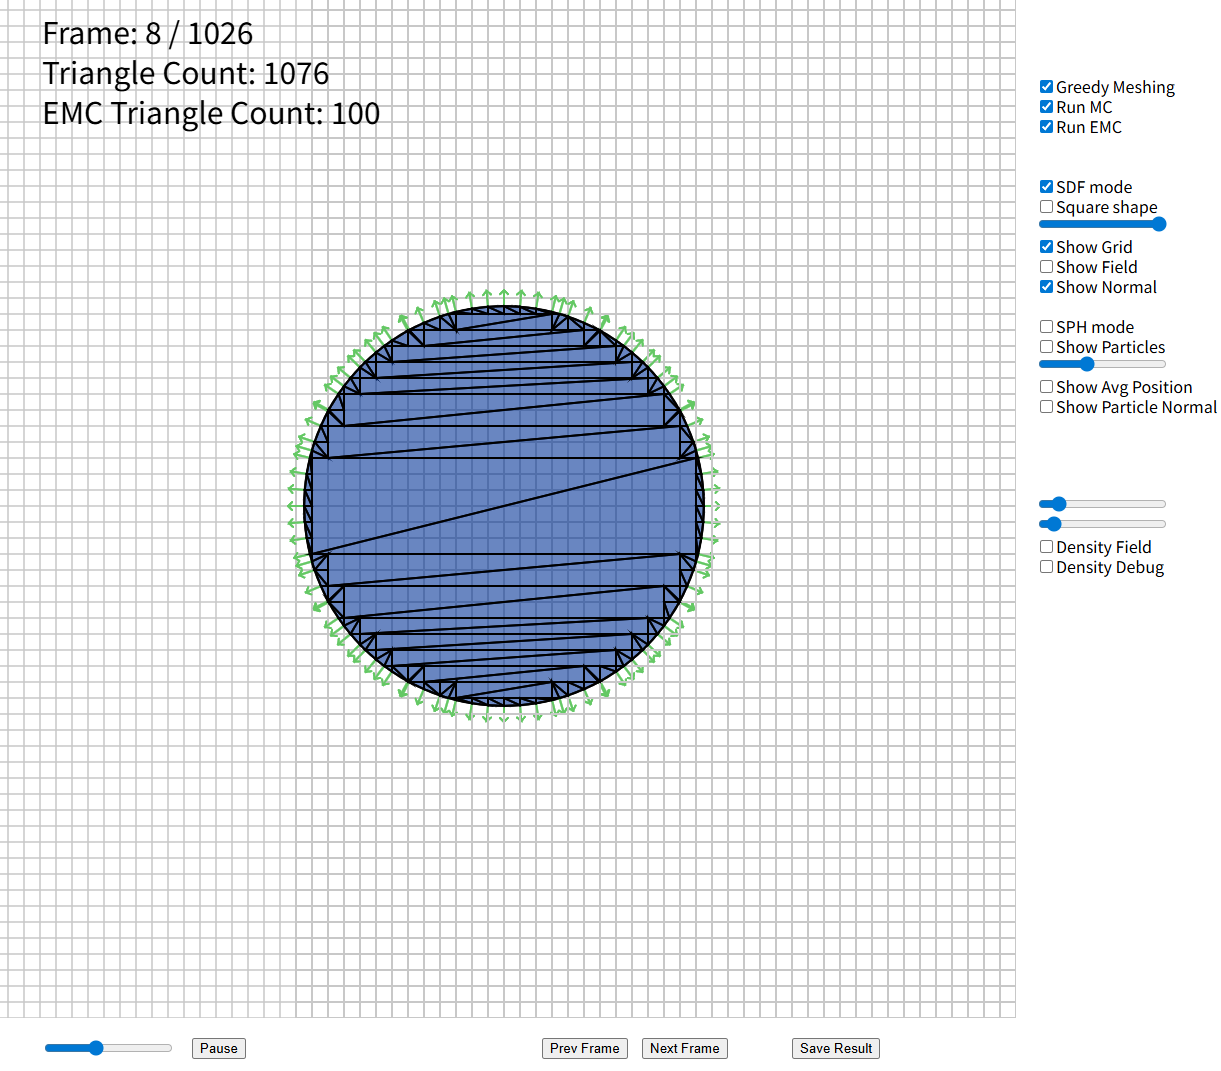 Frame: 8 / 1026
Triangle Count: 1076
EMC Triangle Count: 100
Greedy Meshing
Run MC
Run EMC
SDF mode
Square shape
Show Grid
Show Field
Show Normal
SPH mode
Show Particles
Show Avg Position
Show Particle Normal
Density Field
Density Debug
Pause
Prev Frame
Next Frame
Save Result